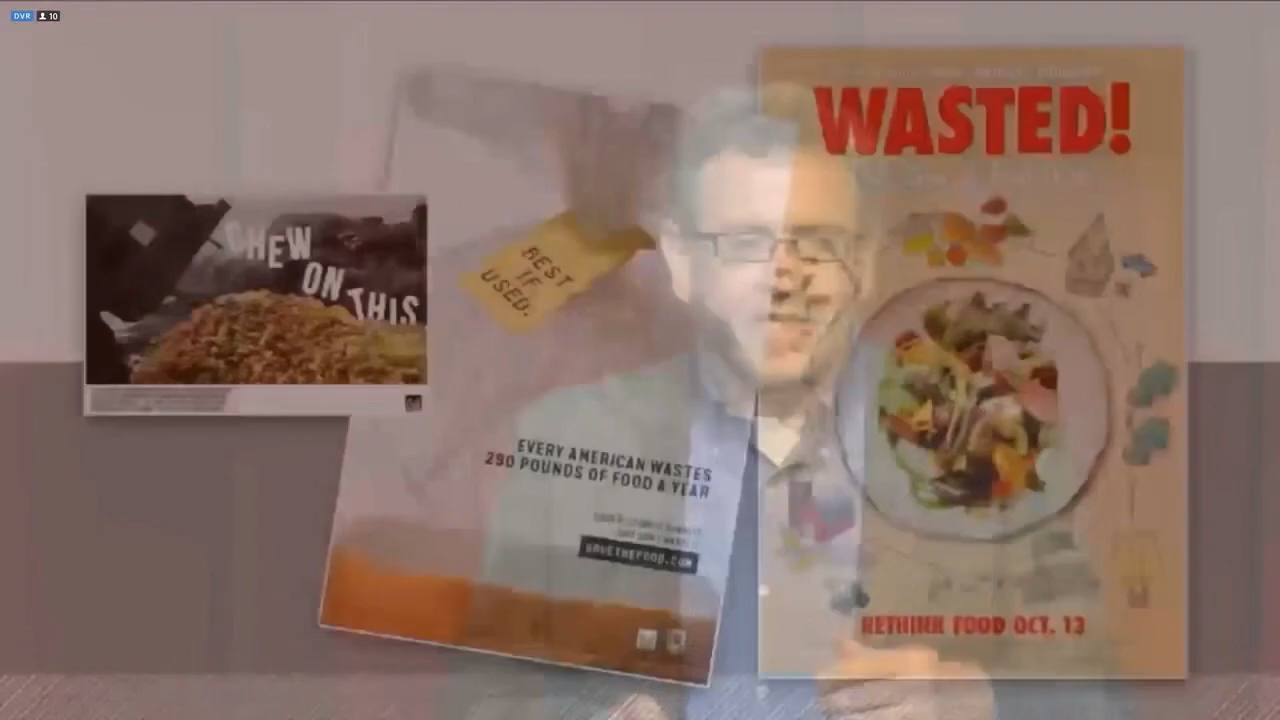 DVR 10
CHEW
ON
THIS
BEST
IF
USED.
EVERY AMERICAN WASTES
290 POUNDS OF FOOD A YEAR
SAVETHEFOOD.COM
WASTED!
RETHINK FOOD OCT. 13